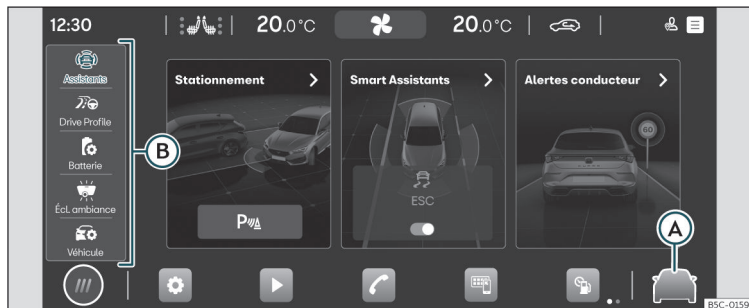 12:30
20.0°C
20.0°C
Assistants
Drive Profile
Batterie
Écl. ambiance
Véhicule
B
Stationnement
P
Smart Assistants
ESC
Alertes conducteur
60
A
B5C-0159